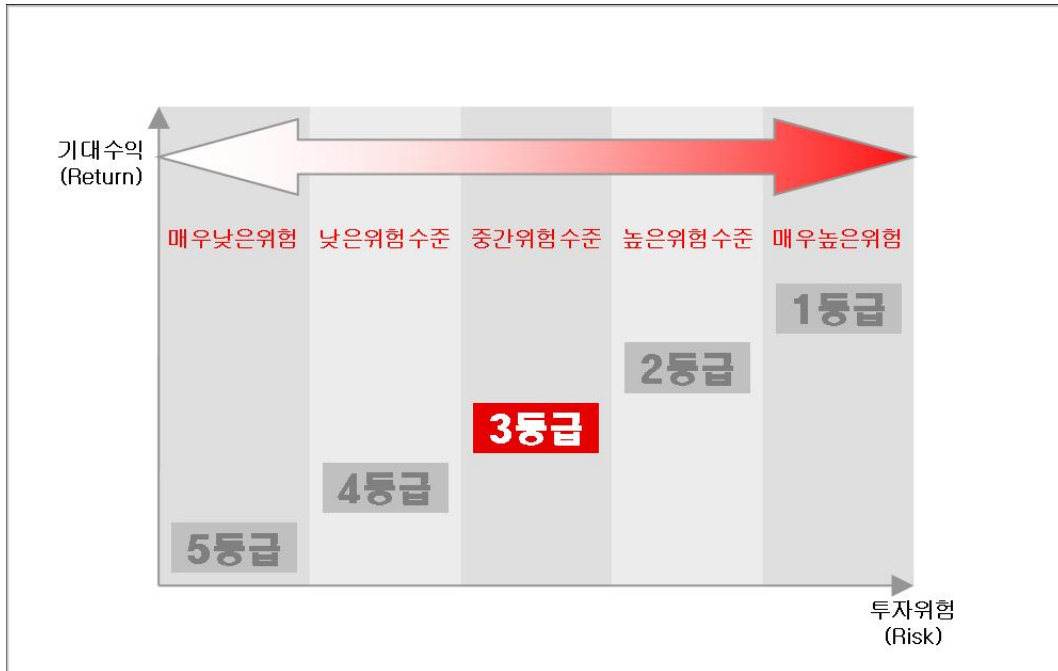 기대수익
(Return)
매우낮은위험 낮은위험수준 중간위험수준 높은위험수준 매우높은위험
1등급
2등급
3등급
4등급
5등급
투자위험
(Risk)